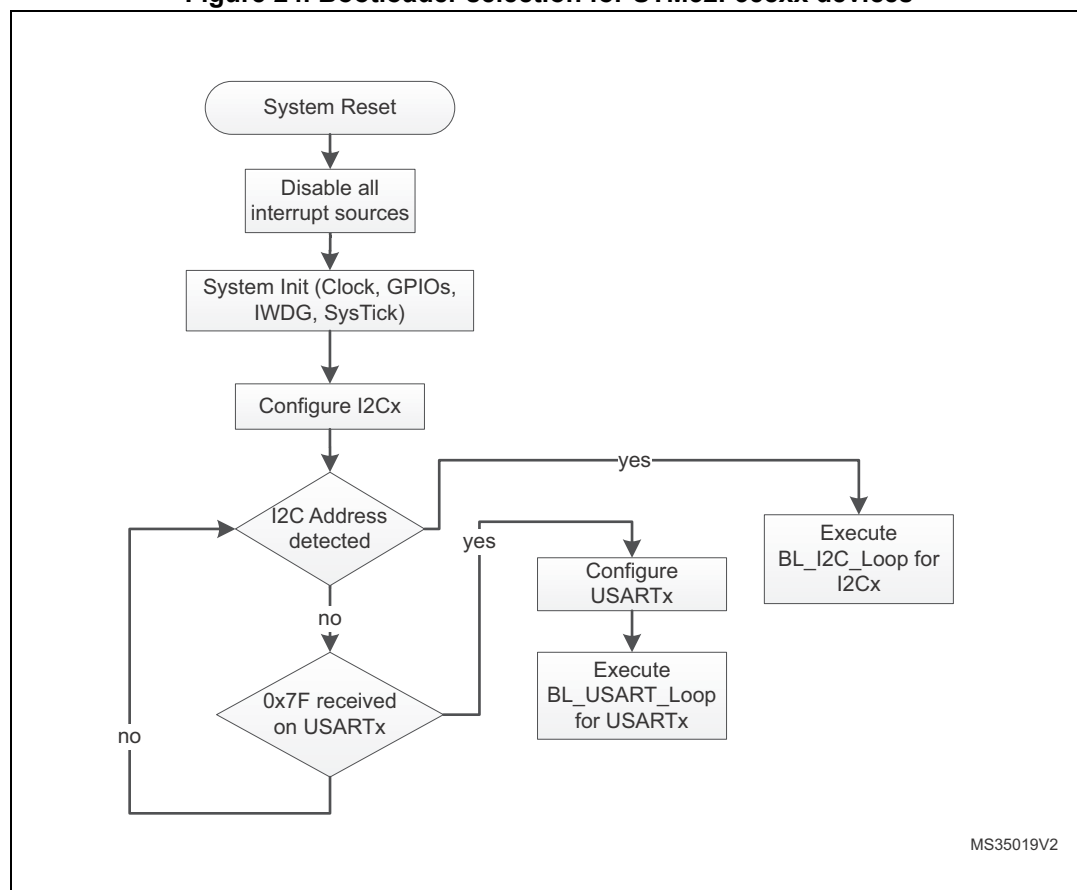 System Reset
Disable all
interrupt sources
System Init (Clock, GPIOs,
IWDG, SysTick)
Configure I2Cx
I2C Address
detected
yes
Execute
BL_I2C_Loop for
I2Cx
no
yes
Configure
USARTx
Execute
BL_USART_Loop
for USARTx
0x7F received
on USARTx
no
MS35019V2